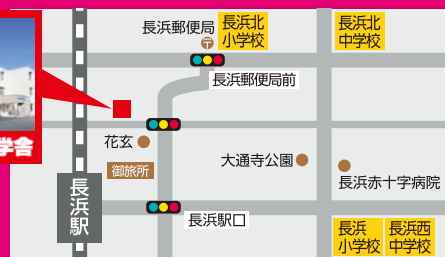 長浜郵便局
長浜北
小学校
長浜北
中学校
長浜郵便局前
学舎
花玄
御旅所
大通寺公園
長浜赤十字病院
長浜駅
長浜駅口
長浜
小学校
長浜西
中学校